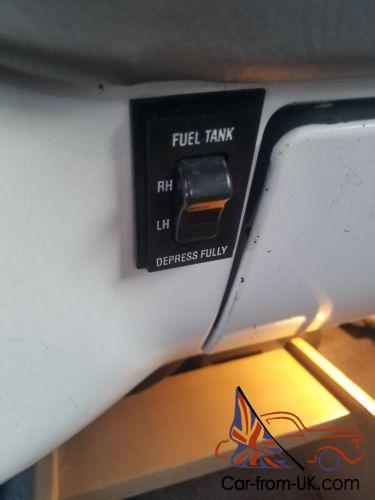 FUEL TANK
RH
LH
DEPRESS FULLY
Car-from-UK.com